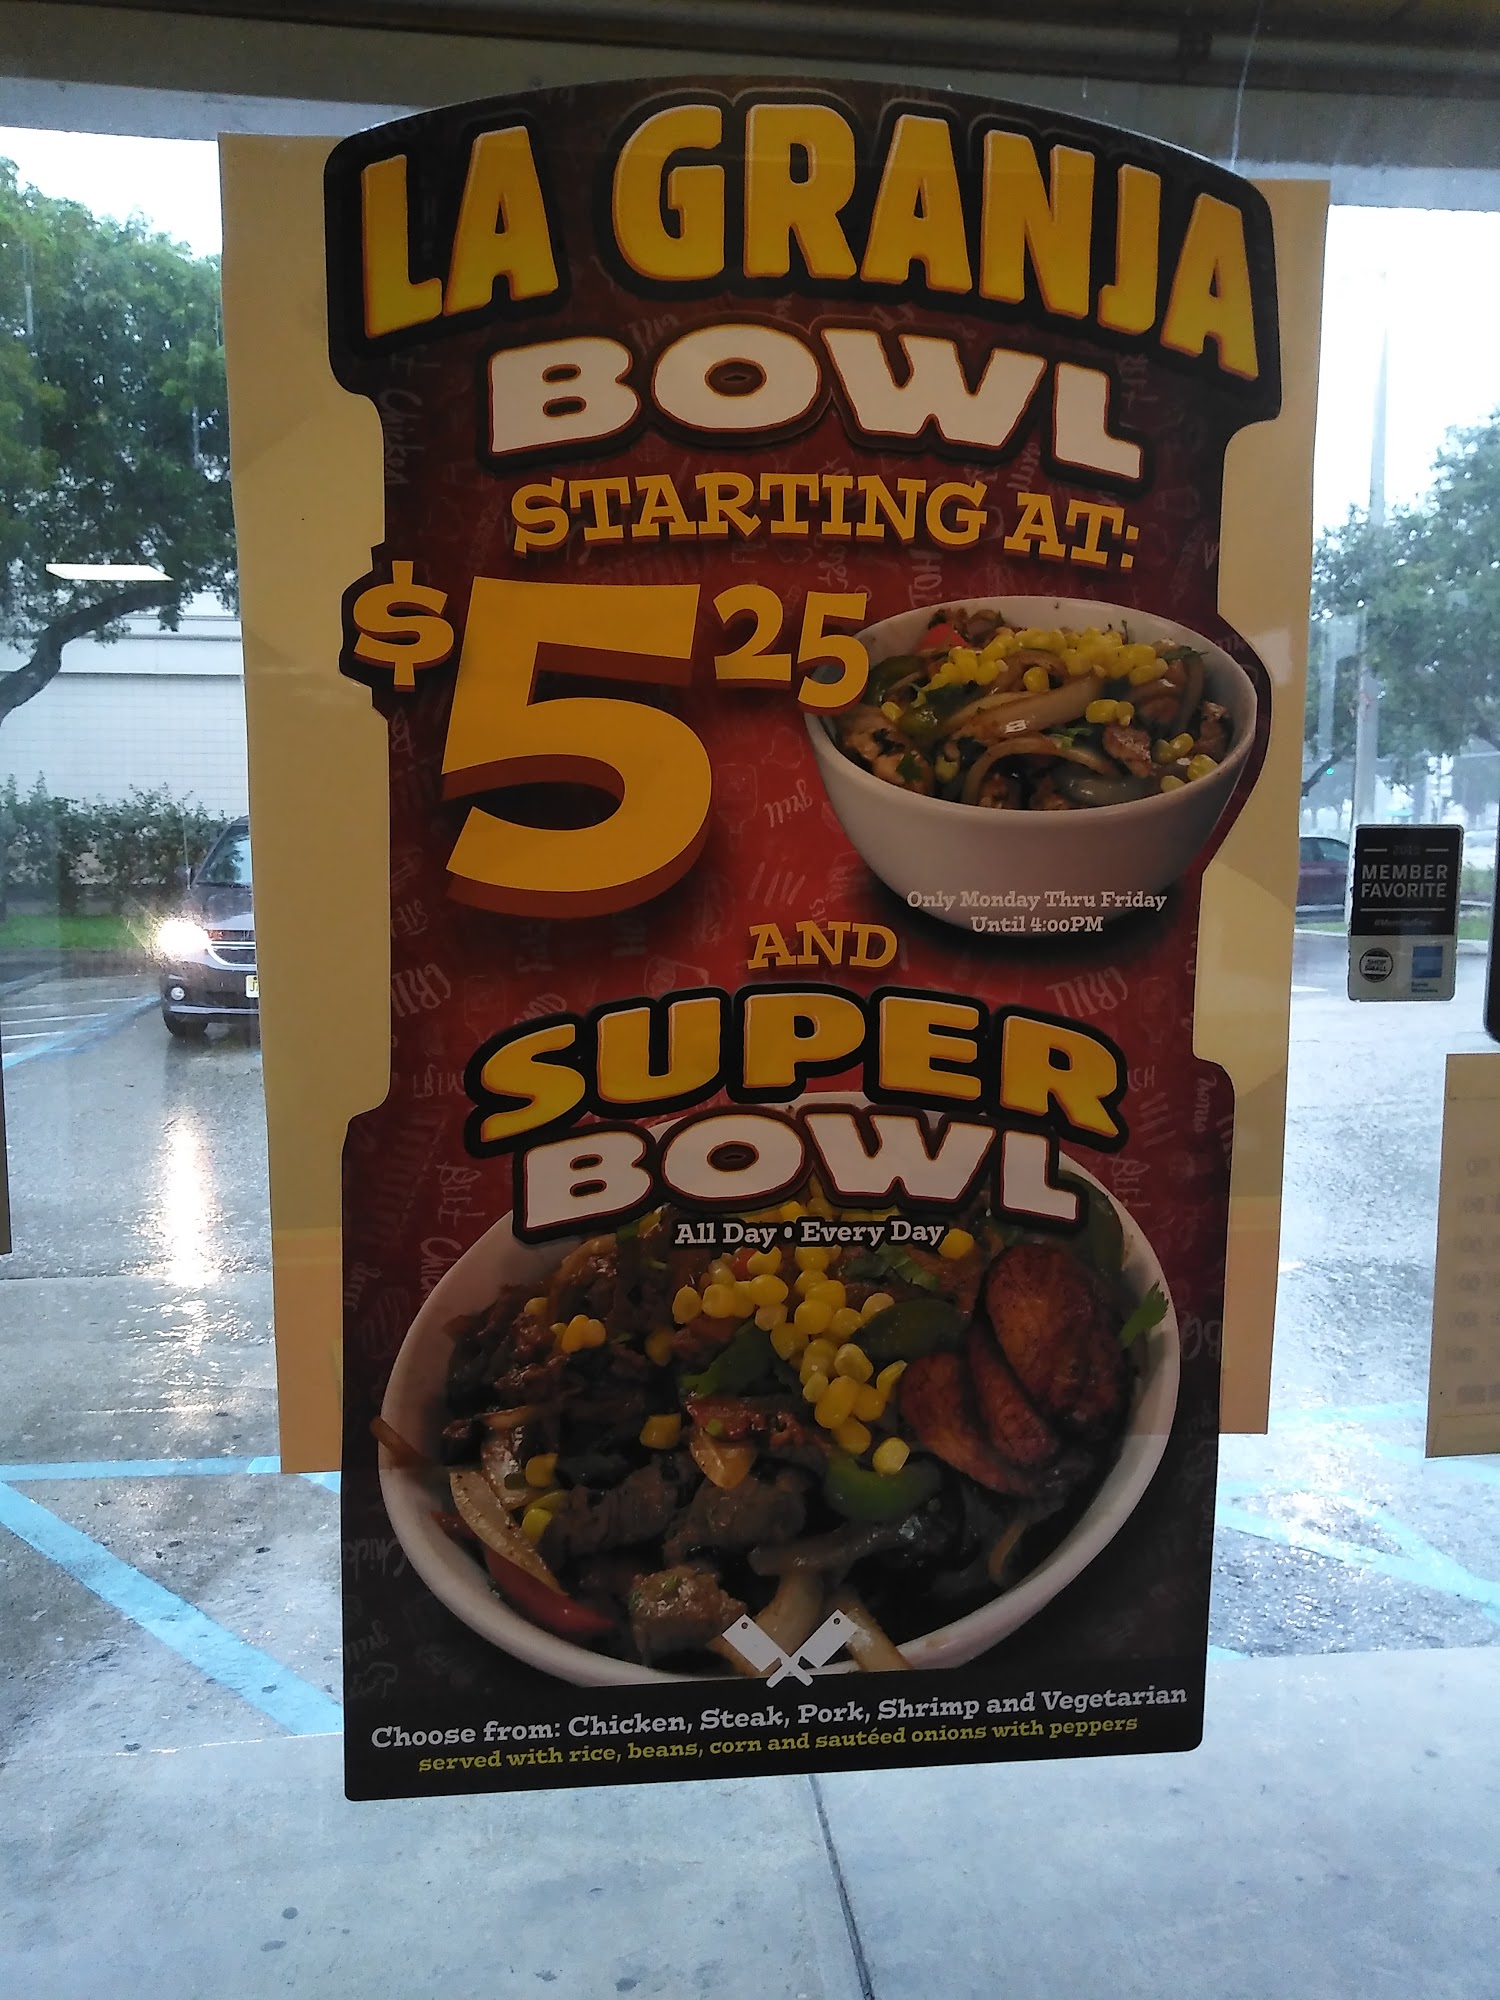 LA GRANJA
BOWL
STARTING AT:
$5 25
Only Monday Thru Friday
Until 4:00PM
AND
SUPER
BOWL
All Day • Every Day
Choose from: Chicken, Steak, Pork, Shrimp and Vegetarian
served with rice, beans, corn and sautéed onions with peppers
MEMBER
FAVORITE
SHOP
SMALL